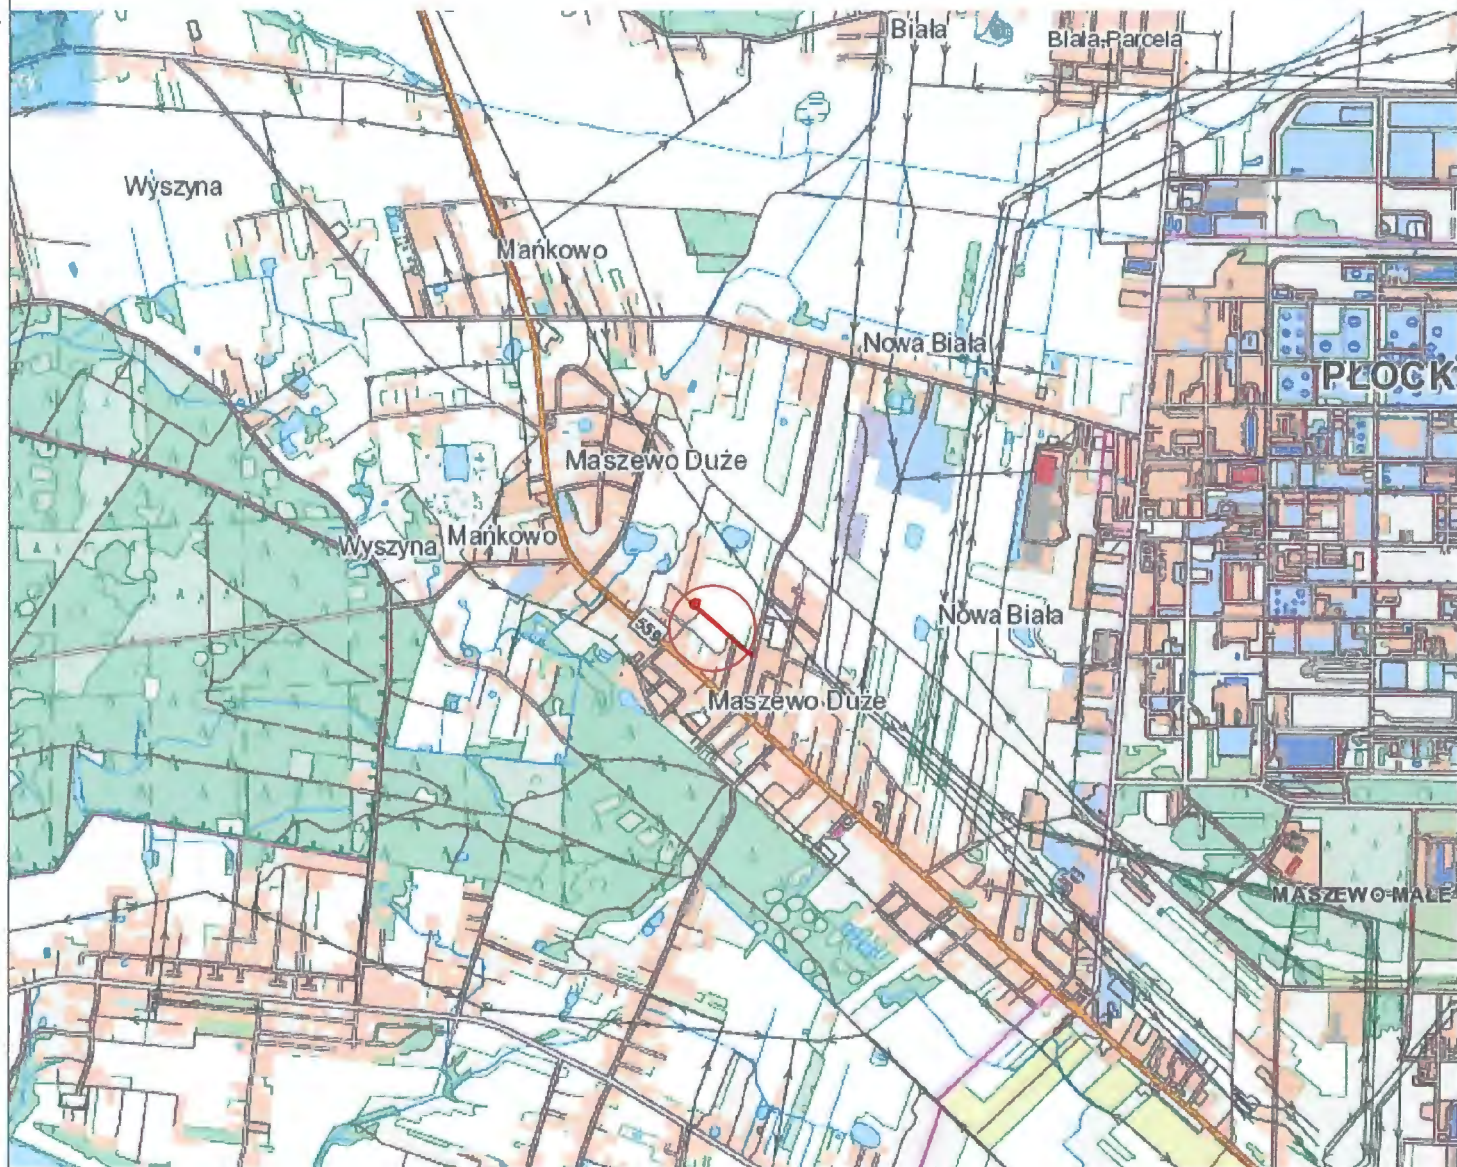 Biała
Biała-Parcela
Wyszyna
Mańkowo
Nowa Biała
PŁOCK
Maszewo Duże
Wyszyna
Mańkowo
559
Nowa Biała
Maszewo Duże
MASZEWO-MAŁE